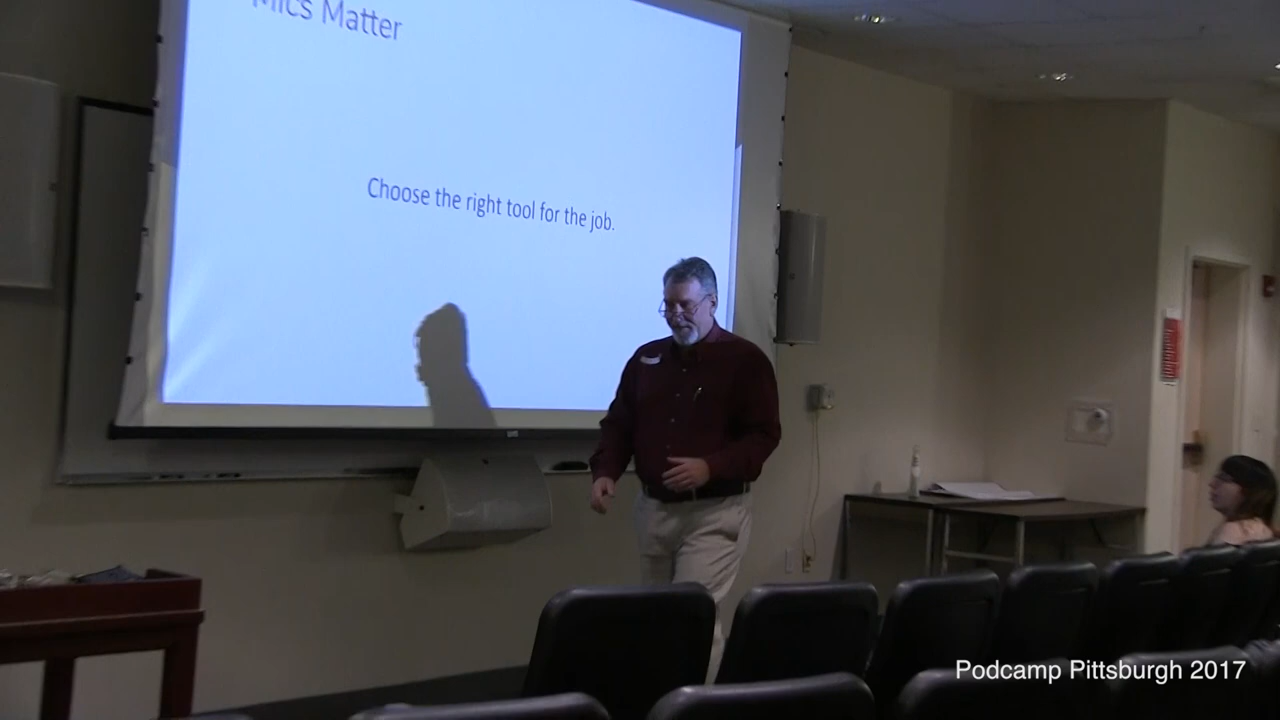 Mics Matter
Choose the right tool for the job.
Podcamp Pittsburgh 2017